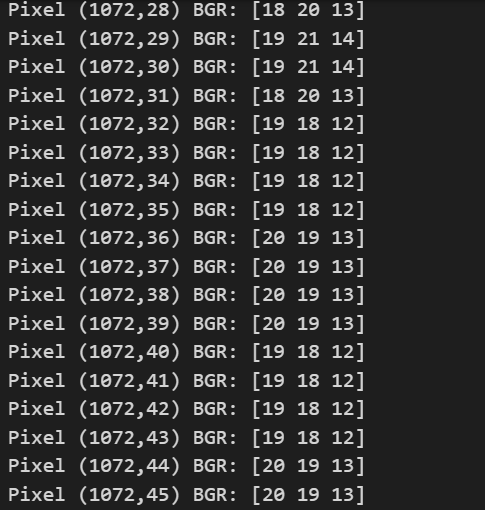 Pixel (1072,28) BGR: [18 20 13]
Pixel (1072,29) BGR: [19 21 14]
Pixel (1072,30) BGR: [19 21 14]
Pixel (1072,31) BGR: [18 20 13]
Pixel (1072,32) BGR: [19 18 12]
Pixel (1072,33) BGR: [19 18 12]
Pixel (1072,34) BGR: [19 18 12]
Pixel (1072,35) BGR: [19 18 12]
Pixel (1072,36) BGR: [20 19 13]
Pixel (1072,37) BGR: [20 19 13]
Pixel (1072,38) BGR: [20 19 13]
Pixel (1072,39) BGR: [20 19 13]
Pixel (1072,40) BGR: [19 18 12]
Pixel (1072,41) BGR: [19 18 12]
Pixel (1072,42) BGR: [19 18 12]
Pixel (1072,43) BGR: [19 18 12]
Pixel (1072,44) BGR: [20 19 13]
Pixel (1072,45) BGR: [20 19 13]